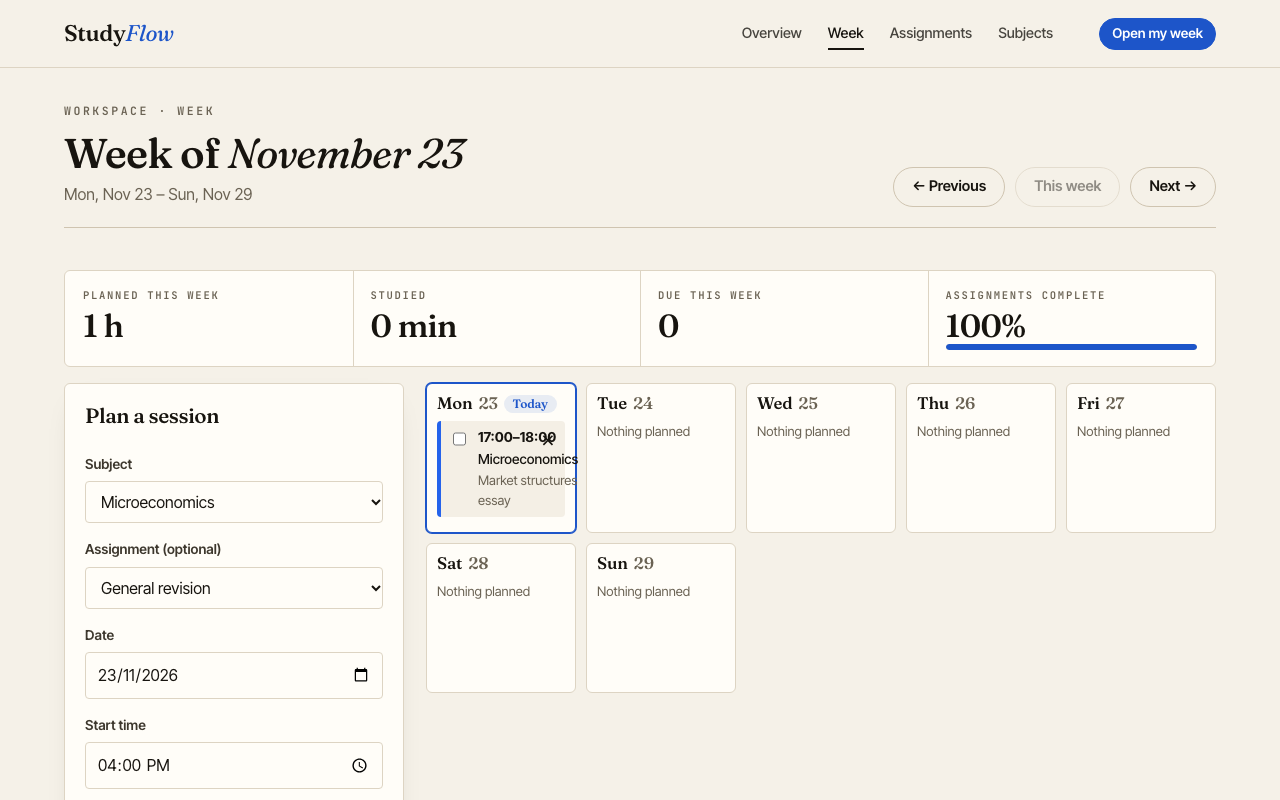 StudyFlow
Overview
Week
Assignments
Subjects
Open my week
WORKSPACE · WEEK
Week of November 23
Mon, Nov 23 – Sun, Nov 29
← Previous
This week
Next →
PLANNED THIS WEEK
1 h
STUDIED
0 min
DUE THIS WEEK
0
ASSIGNMENTS COMPLETE
100%
Plan a session
Subject
Microeconomics
Assignment (optional)
General revision
Date
23/11/2026
Start time
04:00 PM
Mon 23 Today
17:00–18:00
Microeconomics
Market structures
essay
Tue 24
Nothing planned
Wed 25
Nothing planned
Thu 26
Nothing planned
Fri 27
Nothing planned
Sat 28
Nothing planned
Sun 29
Nothing planned